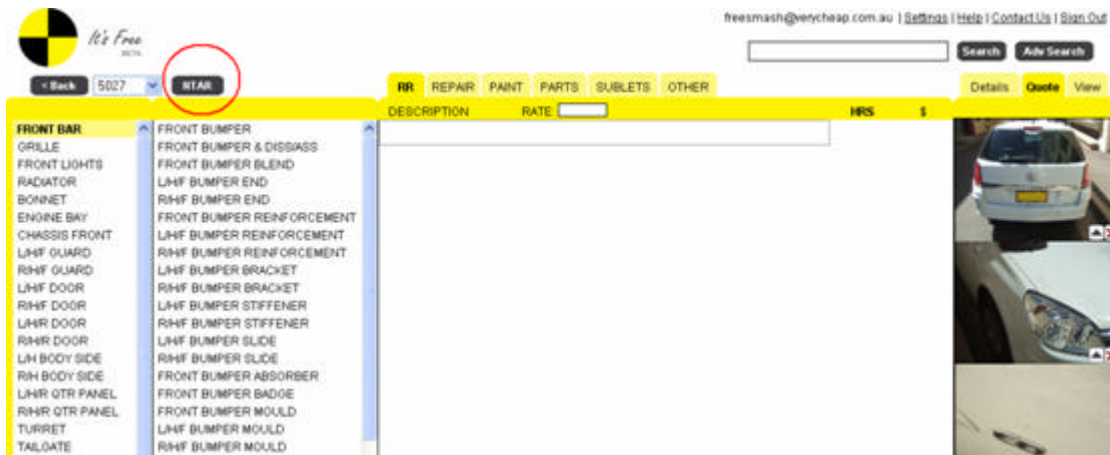 freesmash@verycheap.com.au | Settings | Help | Contact Us | Sign Out
It's Free
BETA
Search Adv Search
< Back 5027 NTAR
RR REPAIR PAINT PARTS SUBLETS OTHER
Details Quote View
DESCRIPTION RATE HRS $
FRONT BAR
GRILLE
FRONT LIGHTS
RADIATOR
BONNET
ENGINE BAY
CHASSIS FRONT
L/H/F GUARD
R/H/F GUARD
L/H/F DOOR
R/H/F DOOR
L/H/R DOOR
R/H/R DOOR
L/H BODY SIDE
R/H BODY SIDE
L/H/R QTR PANEL
R/H/R QTR PANEL
TURRET
TAILGATE
FRONT BUMPER
FRONT BUMPER & DISS/ASS
FRONT BUMPER BLEND
L/H/F BUMPER END
R/H/F BUMPER END
FRONT BUMPER REINFORCEMENT
L/H/F BUMPER REINFORCEMENT
R/H/F BUMPER REINFORCEMENT
L/H/F BUMPER BRACKET
R/H/F BUMPER BRACKET
L/H/F BUMPER STIFFENER
R/H/F BUMPER STIFFENER
L/H/F BUMPER SLIDE
R/H/F BUMPER SLIDE
FRONT BUMPER ABSORBER
FRONT BUMPER BADGE
FRONT BUMPER MOULD
L/H/F BUMPER MOULD
R/H/F BUMPER MOULD